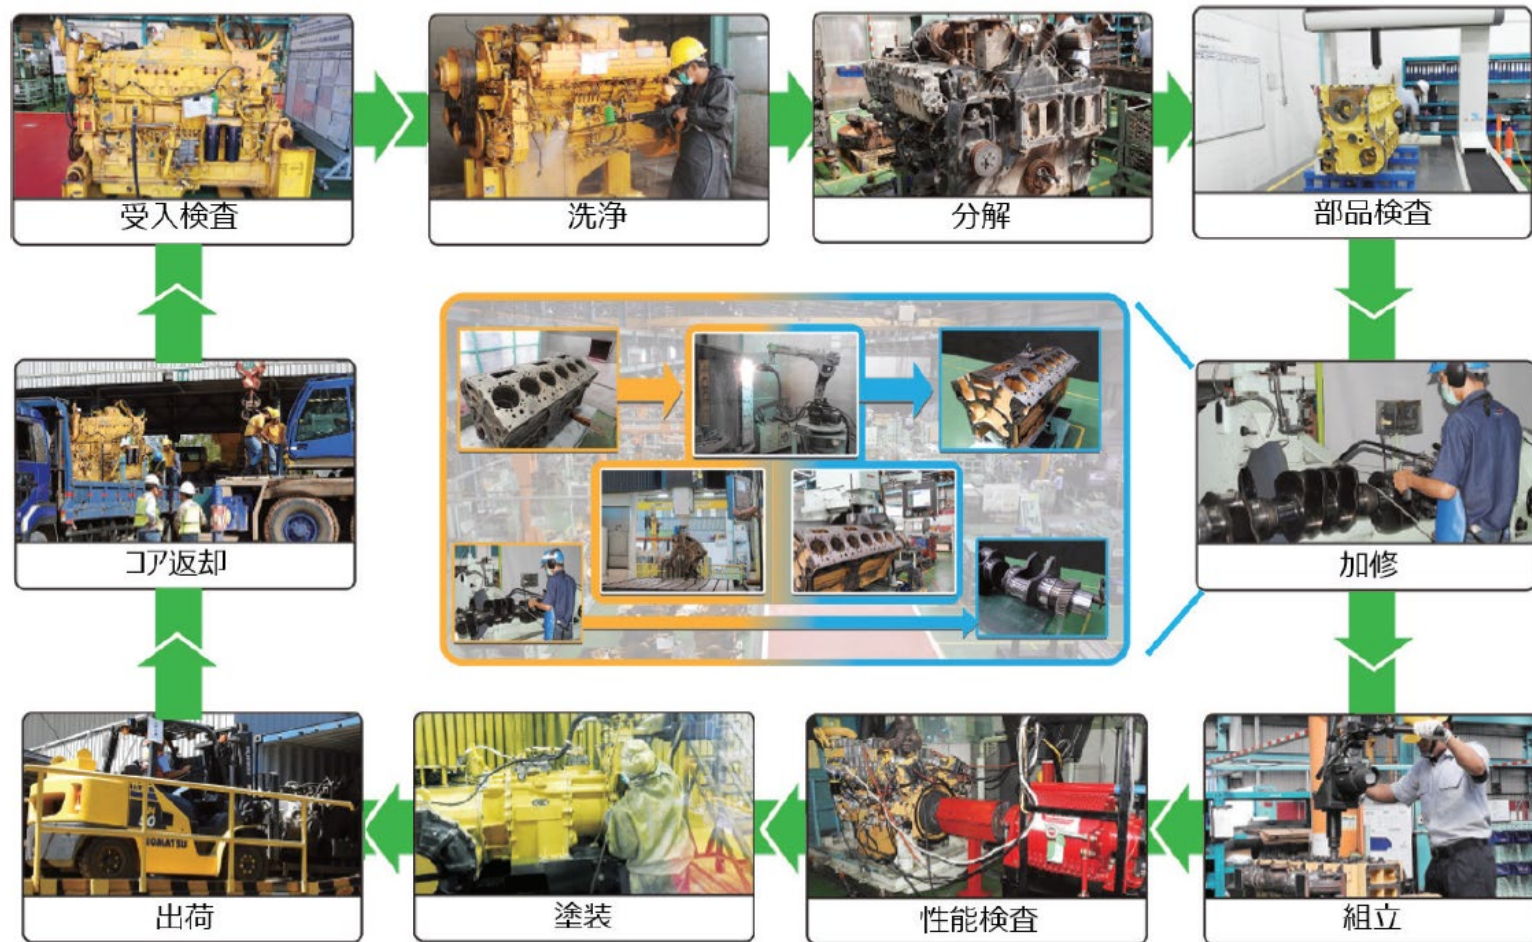 受入検査
洗浄
分解
部品検査
コア返却
加修
出荷
KOMATSU
塗装
性能検査
組立